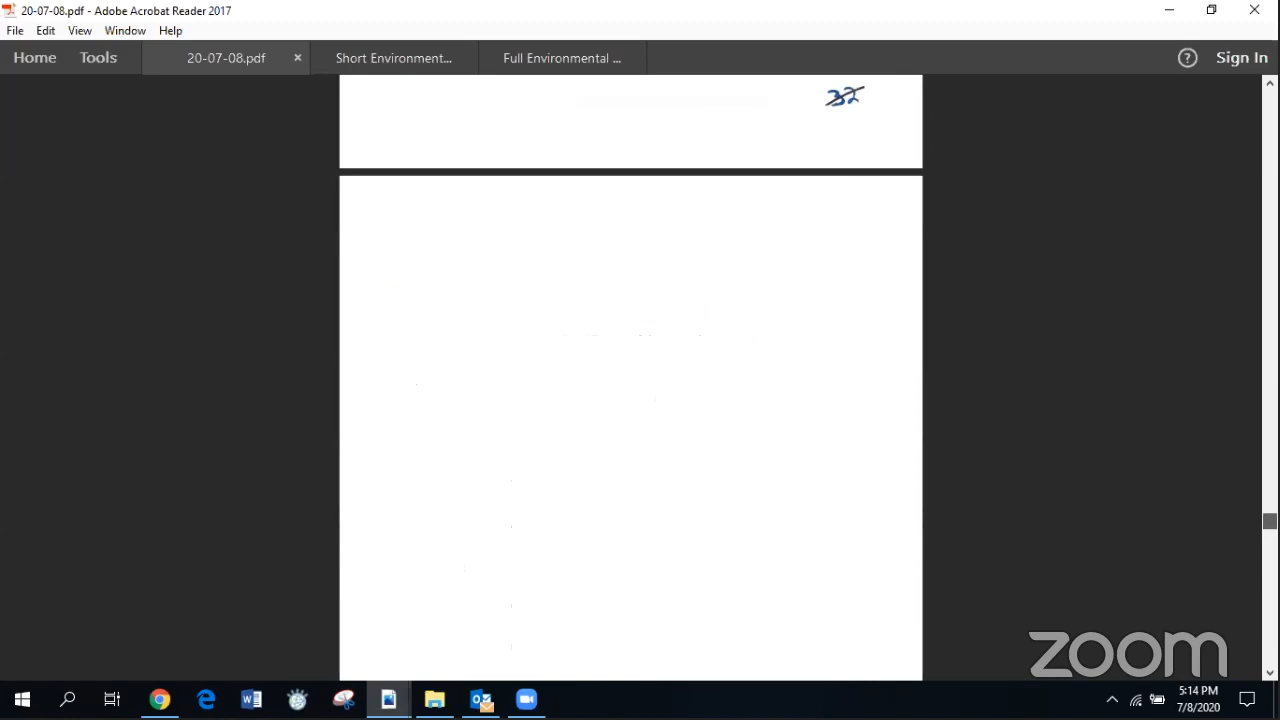 20-07-08.pdf - Adobe Acrobat Reader 2017
File Edit View Window Help
Home Tools 20-07-08.pdf × Short Environment... Full Environmental ... ? Sign In
32
zoom
5:14 PM
7/8/2020